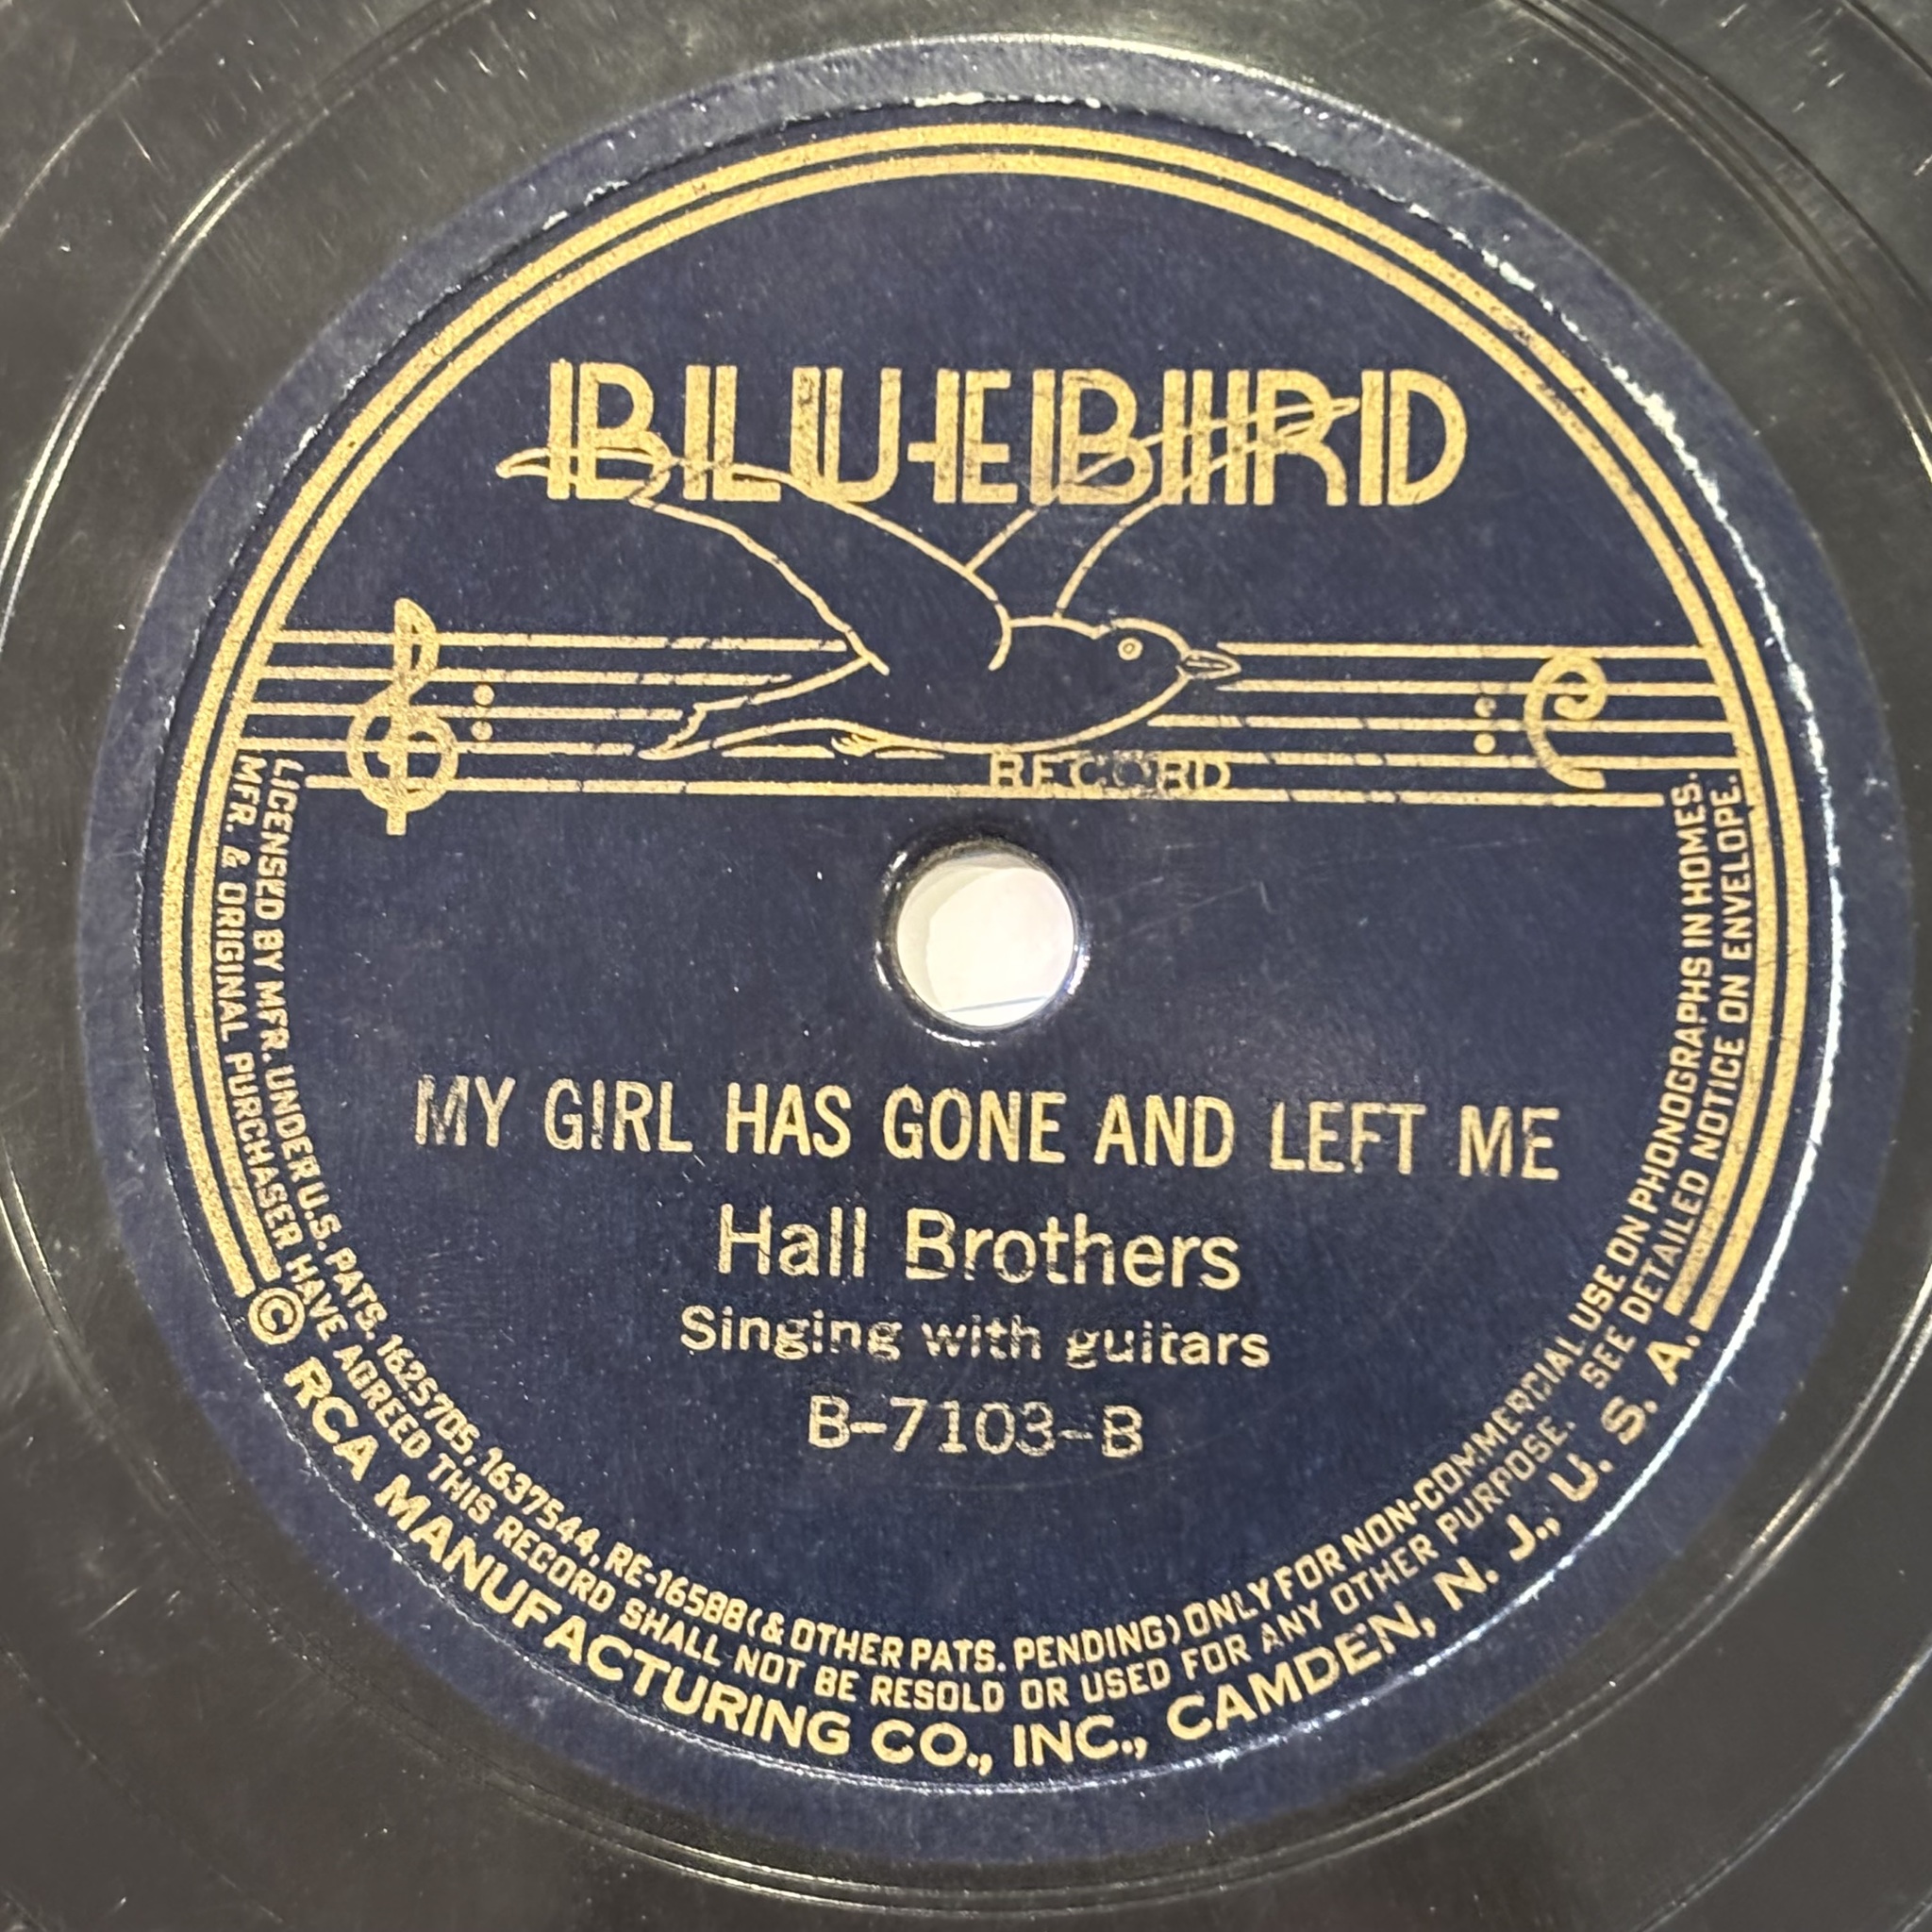 BLUEBIRD
RECORD
MY GIRL HAS GONE AND LEFT ME
Hall Brothers
Singing with guitars
B-7103-B
LICENSED BY MFR. UNDER U.S. PATS. 1625705, 1637544, RE-16588 (& OTHER PATS. PENDING) ONLY FOR NON-COMMERCIAL USE ON PHONOGRAPHS IN HOMES.
MFR. & ORIGINAL PURCHASER HAVE AGREED THIS RECORD SHALL NOT BE RESOLD OR USED FOR ANY OTHER PURPOSE. SEE DETAILED NOTICE ON ENVELOPE.
© RCA MANUFACTURING CO., INC., CAMDEN, N. J., U. S. A.